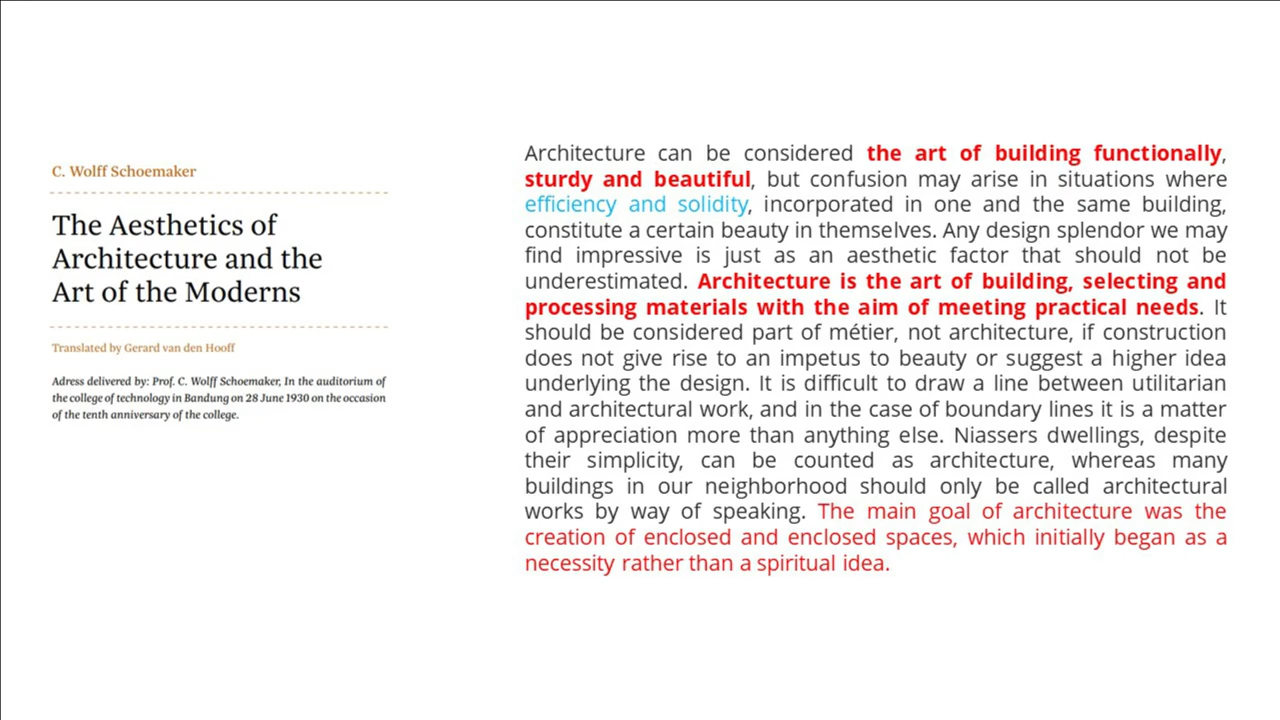 C. Wolff Schoemaker
The Aesthetics of
Architecture and the
Art of the Moderns
Translated by Gerard van den Hooff
Adress delivered by: Prof. C. Wolff Schoemaker, In the auditorium of
the college of technology in Bandung on 28 June 1930 on the occasion
of the tenth anniversary of the college.
Architecture can be considered the art of building functionally,
sturdy and beautiful, but confusion may arise in situations where
efficiency and solidity, incorporated in one and the same building,
constitute a certain beauty in themselves. Any design splendor we may
find impressive is just as an aesthetic factor that should not be
underestimated. Architecture is the art of building, selecting and
processing materials with the aim of meeting practical needs. It
should be considered part of métier, not architecture, if construction
does not give rise to an impetus to beauty or suggest a higher idea
underlying the design. It is difficult to draw a line between utilitarian
and architectural work, and in the case of boundary lines it is a matter
of appreciation more than anything else. Niassers dwellings, despite
their simplicity, can be counted as architecture, whereas many
buildings in our neighborhood should only be called architectural
works by way of speaking. The main goal of architecture was the
creation of enclosed and enclosed spaces, which initially began as a
necessity rather than a spiritual idea.